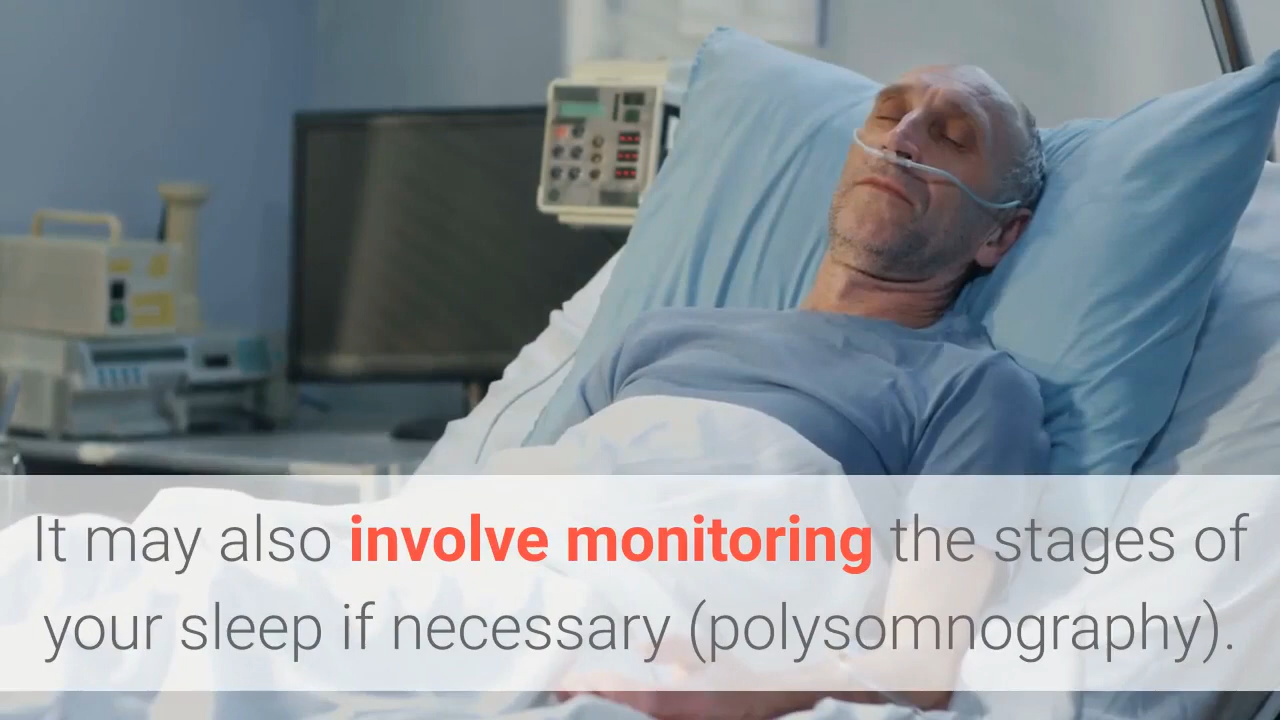 It may also involve monitoring the stages of
your sleep if necessary (polysomnography).